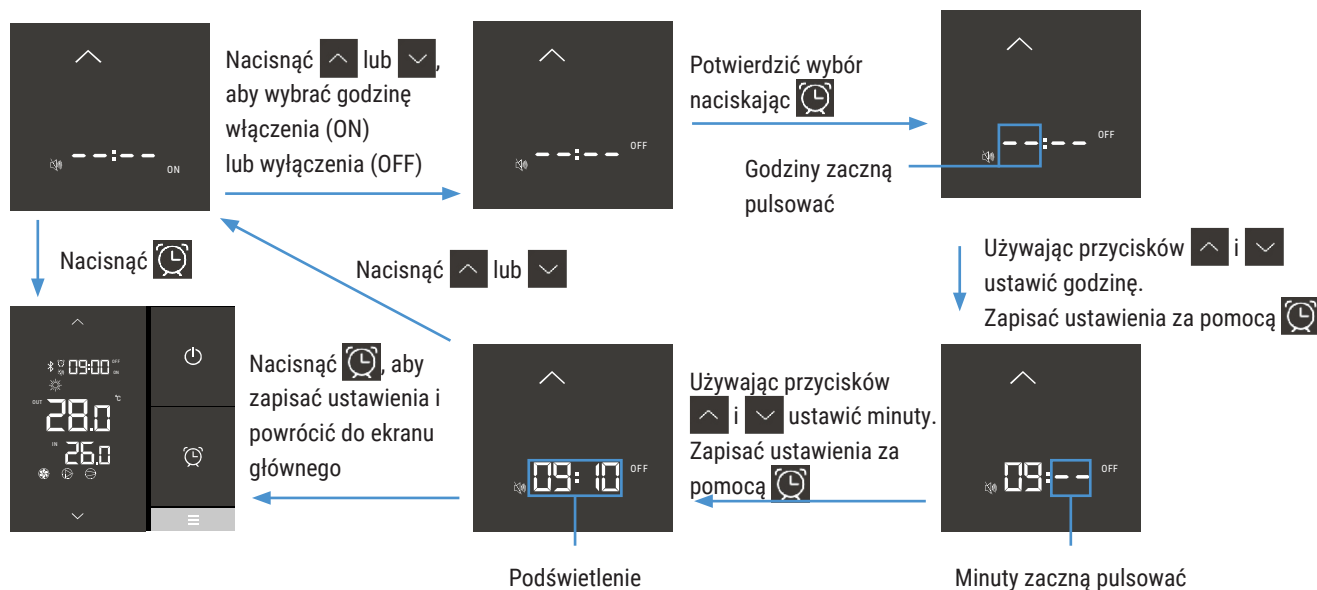 Nacisnąć lub ,
aby wybrać godzinę
włączenia (ON)
lub wyłączenia (OFF)
--:-- ON
--:-- OFF
Potwierdzić wybór
naciskając
Godziny zaczną
pulsować
--:-- OFF
Nacisnąć
Nacisnąć lub
Używając przycisków i
ustawić godzinę.
Zapisać ustawienia za pomocą
09:00 OFF
ON
OUT 28.0 °C
IN 26.0
Nacisnąć , aby
zapisać ustawienia i
powrócić do ekranu
głównego
09:10 OFF
Podświetlenie
Używając przycisków
i ustawić minuty.
Zapisać ustawienia za
pomocą
09:-- OFF
Minuty zaczną pulsować